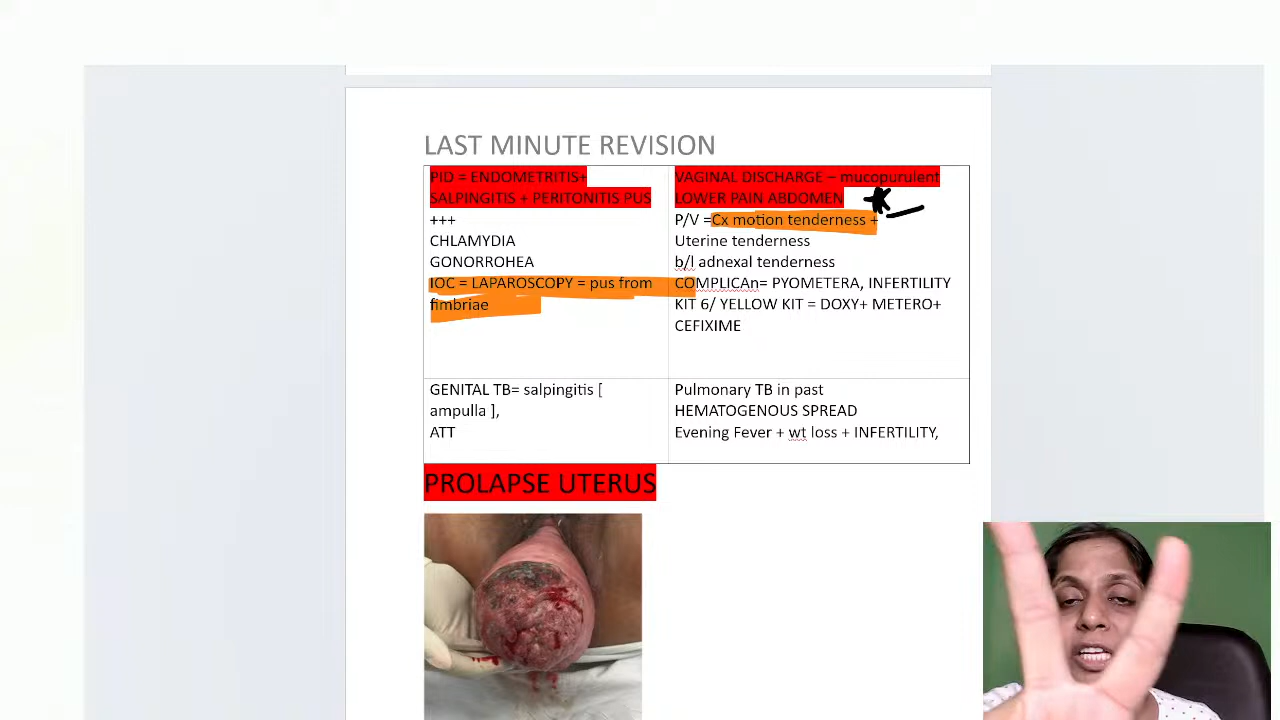 LAST MINUTE REVISION
PID = ENDOMETRITIS+
SALPINGITIS + PERITONITIS PUS
+++
CHLAMYDIA
GONORRHOEA
IOC = LAPAROSCOPY = pus from
fimbriae
VAGINAL DISCHARGE – mucopurulent
LOWER PAIN ABDOMEN
P/V =Cx motion tenderness +
Uterine tenderness
b/l adnexal tenderness
COMPLICAn= PYOMETERA, INFERTILITY
KIT 6/ YELLOW KIT = DOXY+ METERO+
CEFIXIME
GENITAL TB= salpingitis [
ampulla ],
ATT
Pulmonary TB in past
HEMATOGENOUS SPREAD
Evening Fever + wt loss + INFERTILITY,
PROLAPSE UTERUS